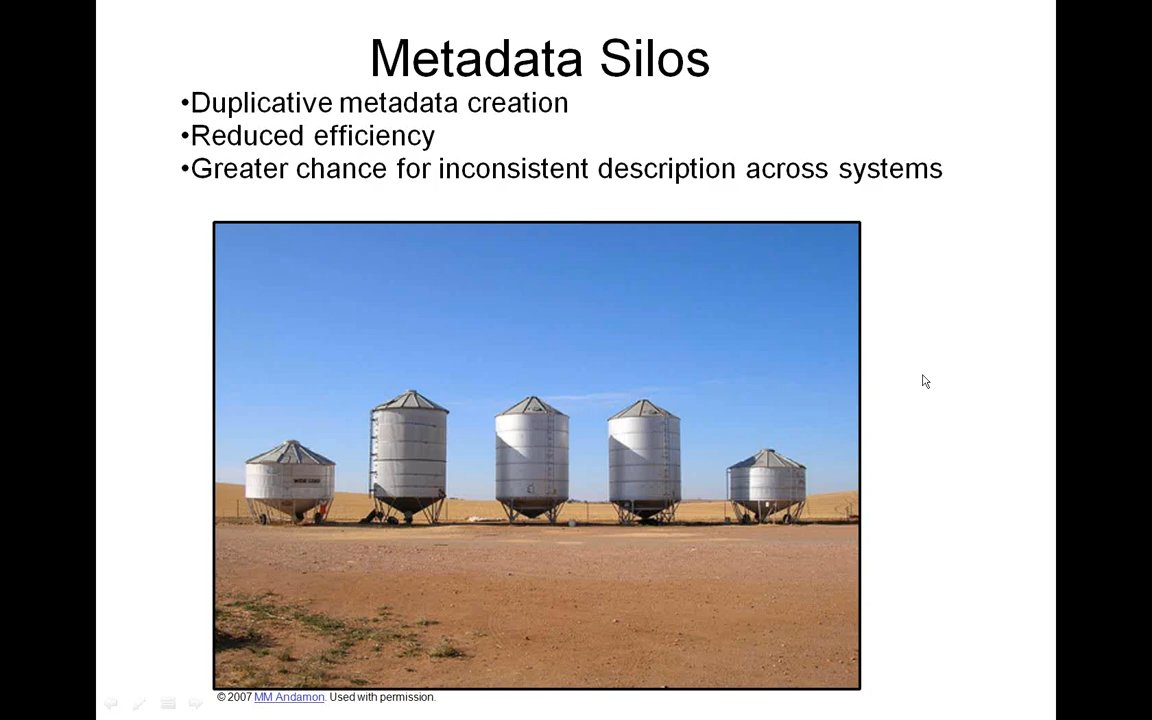 Metadata Silos
•Duplicative metadata creation
•Reduced efficiency
•Greater chance for inconsistent description across systems
© 2007 MM Andamon. Used with permission.